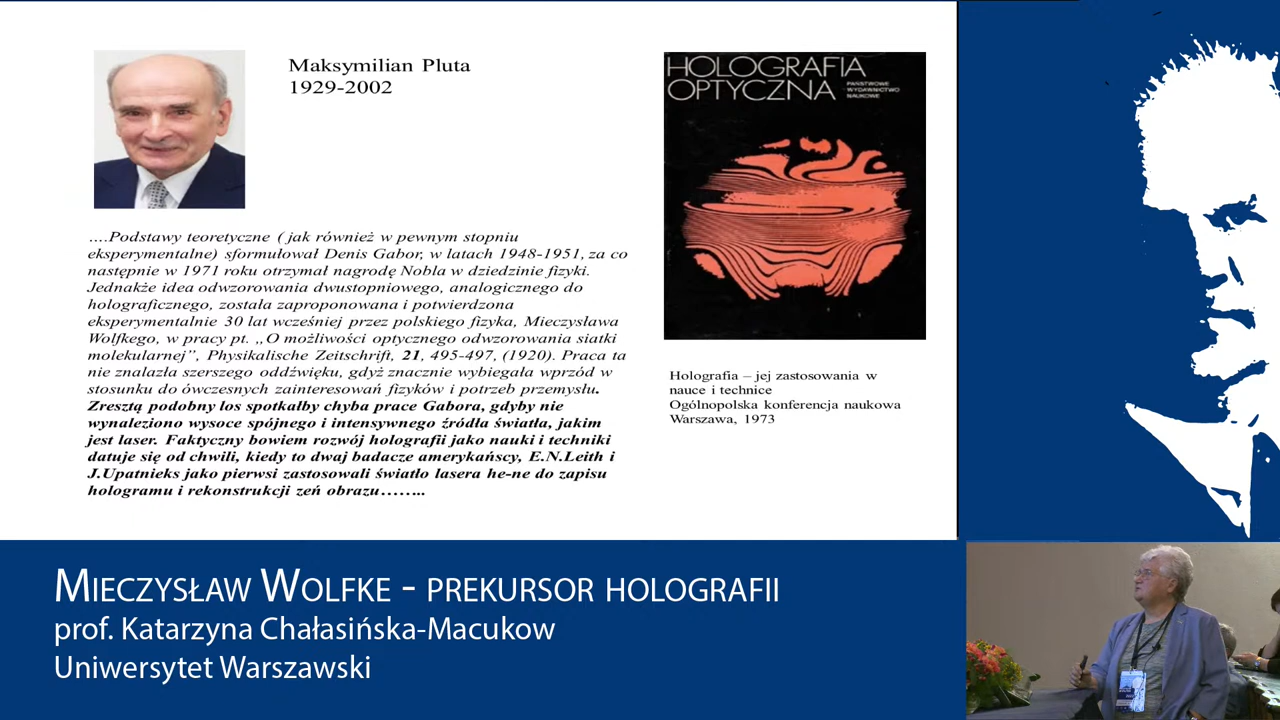 Maksymilian Pluta
1929-2002
HOLOGRAFIA
OPTYCZNA
PAŃSTWOWE
WYDAWNICTWO
NAUKOWE
....Podstawy teoretyczne ( jak również w pewnym stopniu
eksperymentalne) sformułował Denis Gabor, w latach 1948-1951, za co
następnie w 1971 roku otrzymał nagrodę Nobla w dziedzinie fizyki.
Jednakże idea odwzorowania dwustopniowego, analogicznego do
holograficznego, została zaproponowana i potwierdzona
eksperymentalnie 30 lat wcześniej przez polskiego fizyka, Mieczysława
Wolfkego, w pracy pt. „O możliwości optycznego odwzorowania siatki
molekularnej”, Physikalische Zeitschrift, 21, 495-497, (1920). Praca ta
nie znalazła szerszego oddźwięku, gdyż znacznie wybiegała wprzód w
stosunku do ówczesnych zainteresowań fizyków i potrzeb przemysłu.
Zresztą podobny los spotkałby chyba prace Gabora, gdyby nie
wynaleziono wysoce spójnego i intensywnego źródła światła, jakim
jest laser. Faktyczny bowiem rozwój holografii jako nauki i techniki
datuje się od chwili, kiedy to dwaj badacze amerykańscy, E.N.Leith i
J.Upatnieks jako pierwsi zastosowali światło lasera he-ne do zapisu
hologramu i rekonstrukcji zeń obrazu……..
Holografia – jej zastosowania w
nauce i technice
Ogólnopolska konferencja naukowa
Warszawa, 1973
Mieczysław Wolfke - prekursor holografii
prof. Katarzyna Chałasińska-Macukow
Uniwersytet Warszawski